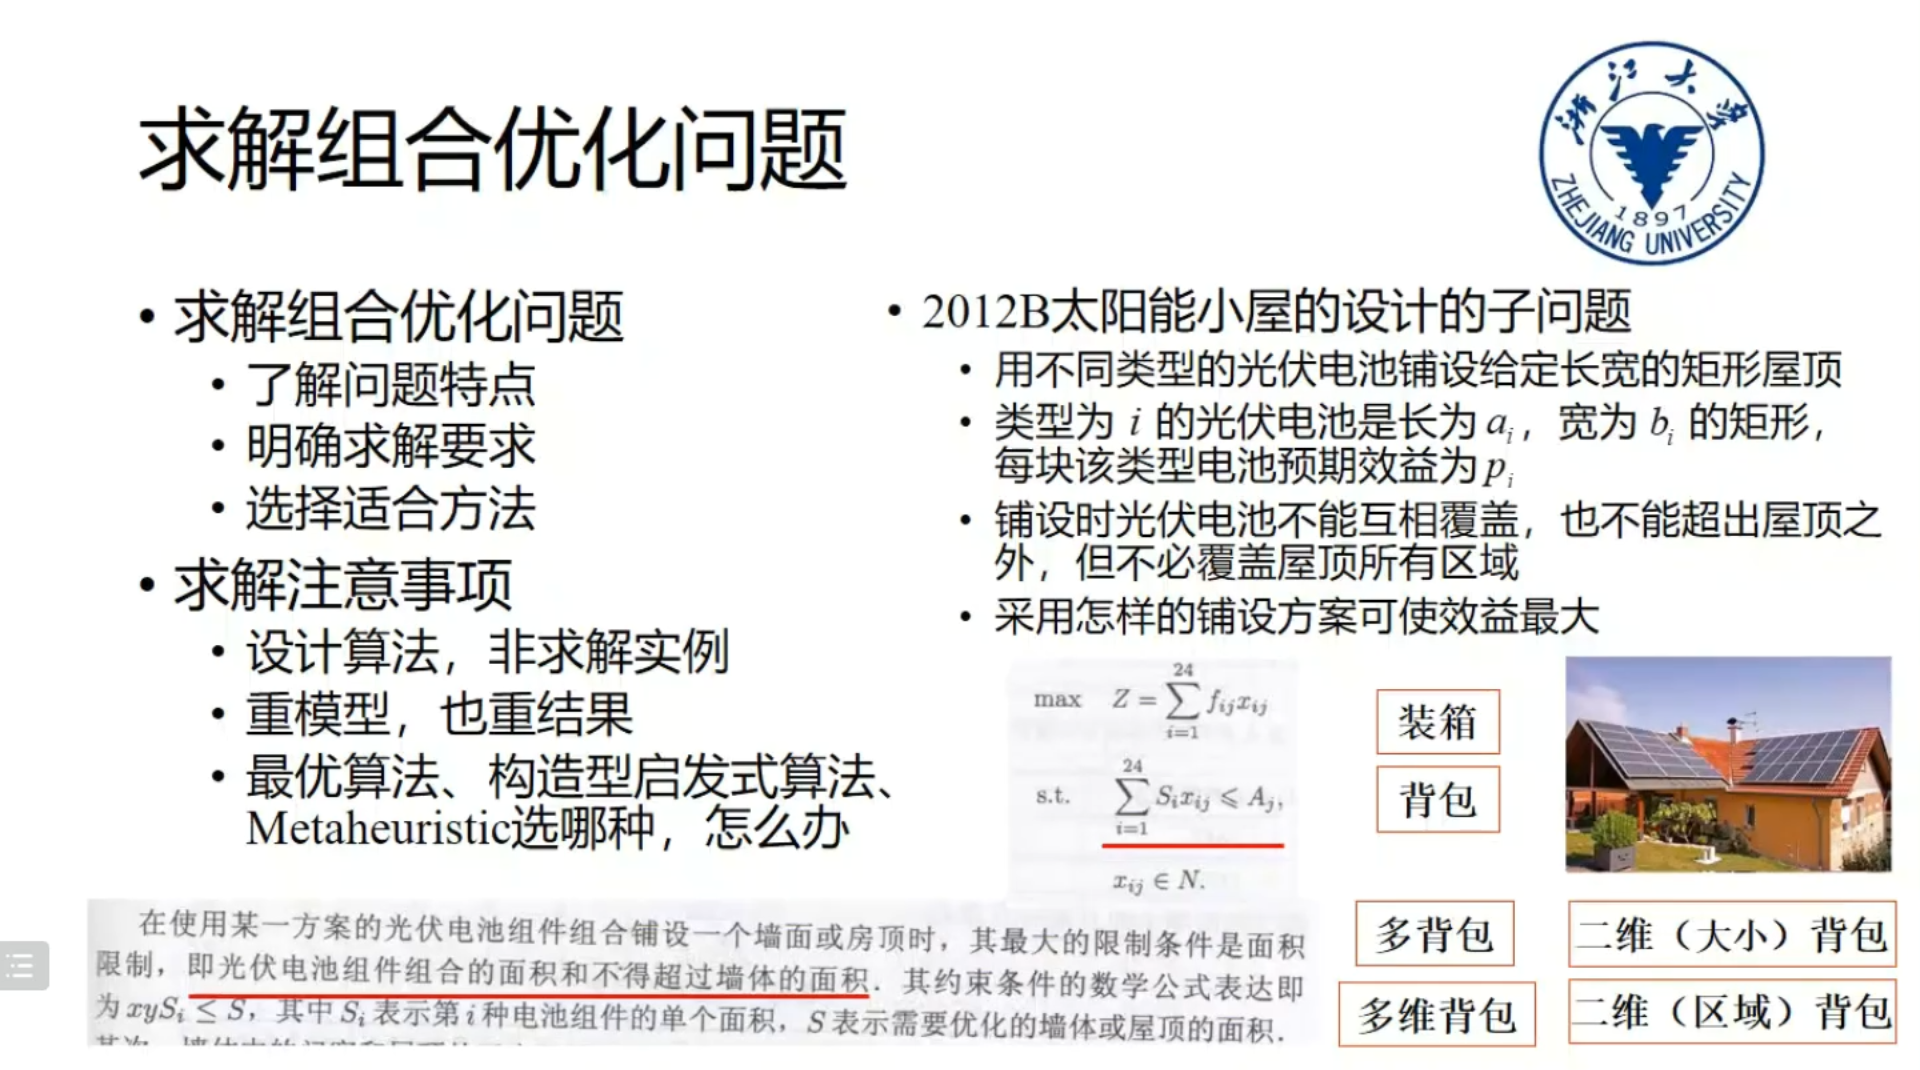 求解组合优化问题
浙江大学
1897
ZHEJIANG UNIVERSITY
• 求解组合优化问题
• 了解问题特点
• 明确求解要求
• 选择适合方法
• 求解注意事项
• 设计算法，非求解实例
• 重模型，也重结果
• 最优算法、构造型启发式算法、
Metaheuristic选哪种，怎么办
• 2012B太阳能小屋的设计的子问题
• 用不同类型的光伏电池铺设给定长宽的矩形屋顶
• 类型为 i 的光伏电池是长为 a_i，宽为 b_i 的矩形，
每块该类型电池预期效益为 p_i
• 铺设时光伏电池不能互相覆盖，也不能超出屋顶之
外，但不必覆盖屋顶所有区域
• 采用怎样的铺设方案可使效益最大
max Z = ∑_{i=1}^{24} f_{ij}x_{ij}
s.t. ∑_{i=1}^{24} S_i x_{ij} ⩽ A_j,
x_{ij} ∈ N.
装箱
背包
多背包
二维（大小）背包
多维背包
二维（区域）背包
在使用某一方案的光伏电池组件组合铺设一个墙面或房顶时，其最大的限制条件是面积
限制，即光伏电池组件组合的面积和不得超过墙体的面积．其约束条件的数学公式表达即
为 xyS_i ≤ S，其中 S_i 表示第 i 种电池组件的单个面积，S 表示需要优化的墙体或屋顶的面积．